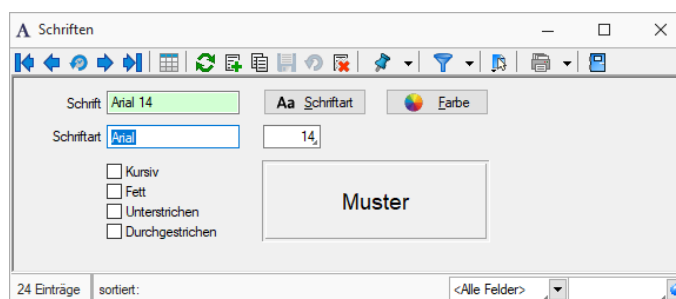 A Schriften
Schrift Arial 14 Aa Schriftart Farbe
Schriftart Arial 14
Kursiv
Fett
Unterstrichen
Durchgestrichen
Muster
24 Einträge sortiert: <Alle Felder>